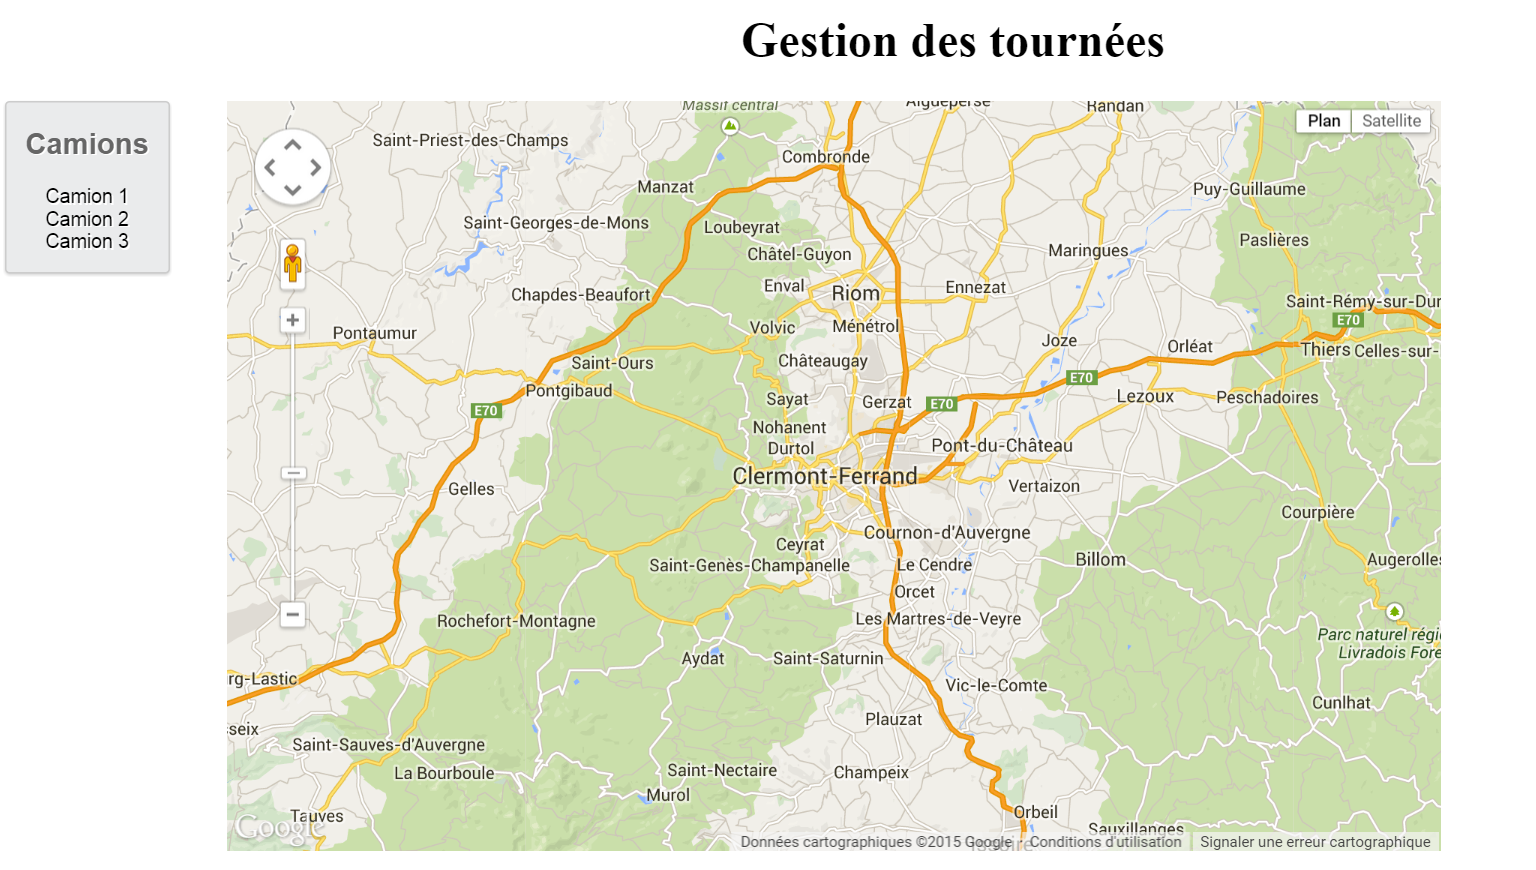 Gestion des tournées
Camions
Camion 1
Camion 2
Camion 3
Massif central
Aigueperse
Randan
Plan
Satellite
Saint-Priest-des-Champs
Combronde
Manzat
Puy-Guillaume
Saint-Georges-de-Mons
Loubeyrat
Paslières
Châtel-Guyon
Maringues
Enval
Riom
Ennezat
Chapdes-Beaufort
Saint-Rémy-sur-Dur
E70
Pontaumur
Volvic
Ménétrol
Joze
Orléat
Thiers
Celles-sur-
Saint-Ours
Châteaugay
E70
Pontgibaud
Sayat
Gerzat
E70
Lezoux
Peschadoires
E70
Nohanent
Durtol
Pont-du-Château
Clermont-Ferrand
Gelles
Vertaizon
Courpière
Cournon-d'Auvergne
Ceyrat
Billom
Augerolles
Saint-Genès-Champanelle
Le Cendre
Orcet
Rochefort-Montagne
Les Martres-de-Veyre
Parc naturel régi
Livradois Fore
Aydat
Saint-Saturnin
rg-Lastic
Vic-le-Comte
Cunlhat
sseix
Plauzat
Saint-Sauves-d'Auvergne
La Bourboule
Saint-Nectaire
Champeix
Murol
Orbeil
Tauves
Google
Sauxillanges
Issoire
Données cartographiques ©2015 Google
Conditions d'utilisation
Signaler une erreur cartographique